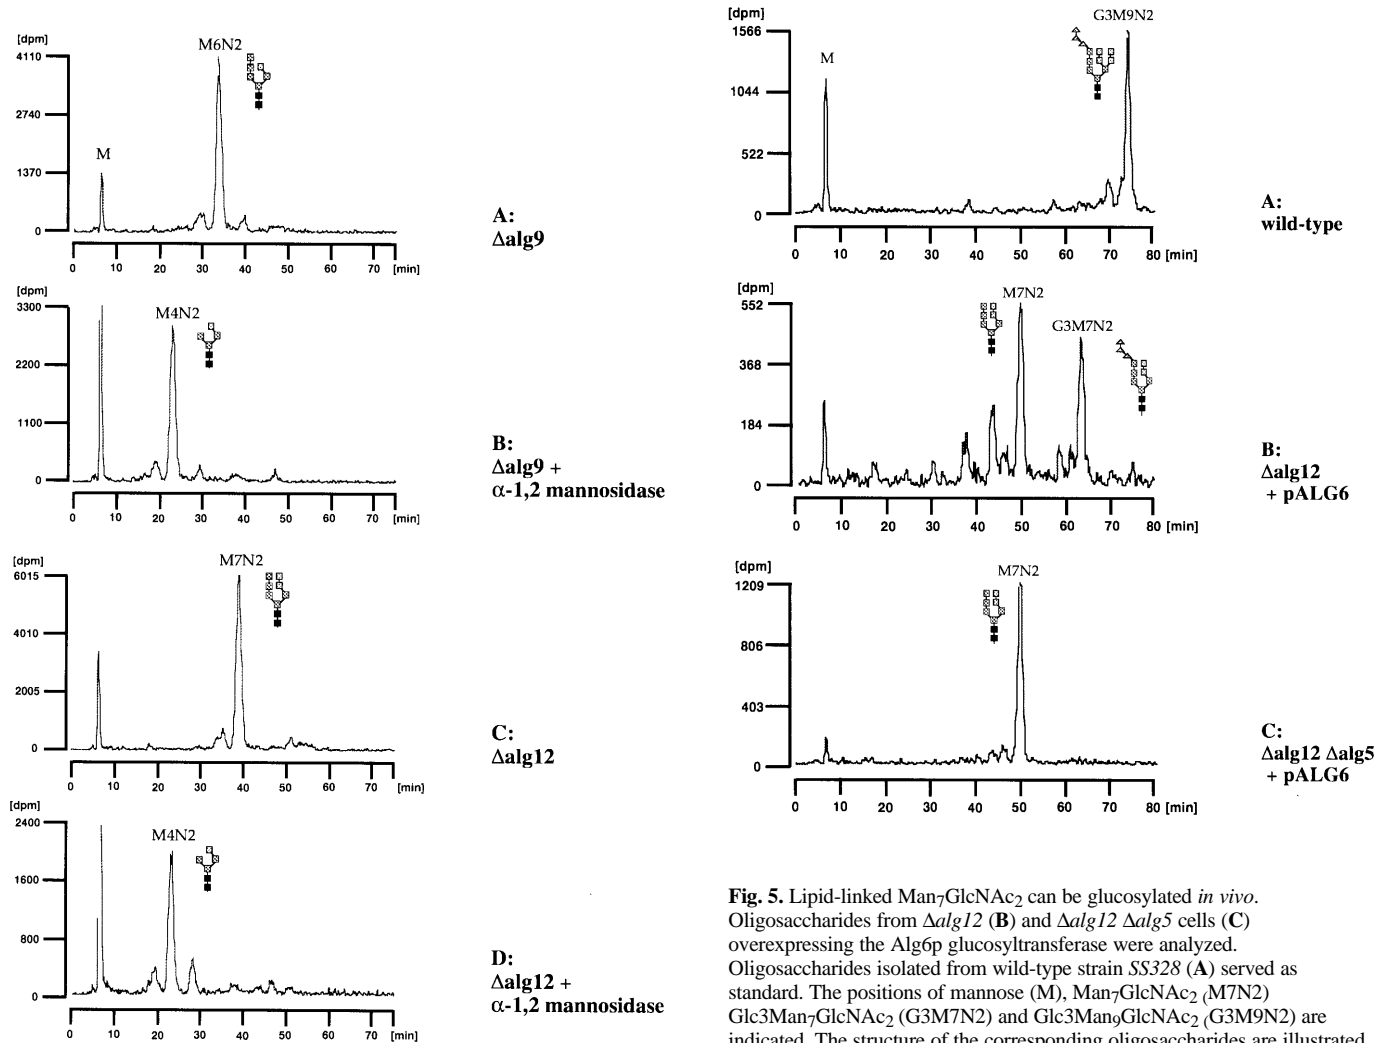 [dpm]
M6N2
4110
2740
1370
0
M
0 10 20 30 40 50 60 70 [min]
A:
Δalg9
[dpm]
3300
2200
1100
0
M4N2
0 10 20 30 40 50 60 70 [min]
B:
Δalg9 +
α-1,2 mannosidase
[dpm]
M7N2
6015
4010
2005
0
0 10 20 30 40 50 60 70 [min]
C:
Δalg12
[dpm]
2400
1600
800
0
M4N2
0 10 20 30 40 50 60 70 [min]
D:
Δalg12 +
α-1,2 mannosidase
[dpm]
G3M9N2
1566
1044
522
0
M
0 10 20 30 40 50 60 70 80 [min]
A:
wild-type
[dpm]
M7N2
G3M7N2
552
368
184
0
0 10 20 30 40 50 60 70 80 [min]
B:
Δalg12
+ pALG6
[dpm]
M7N2
1209
806
403
0
0 10 20 30 40 50 60 70 80 [min]
C:
Δalg12 Δalg5
+ pALG6
Fig. 5. Lipid-linked Man7GlcNAc2 can be glucosylated in vivo.
Oligosaccharides from Δalg12 (B) and Δalg12 Δalg5 cells (C)
overexpressing the Alg6p glucosyltransferase were analyzed.
Oligosaccharides isolated from wild-type strain SS328 (A) served as
standard. The positions of mannose (M), Man7GlcNAc2 (M7N2)
Glc3Man7GlcNAc2 (G3M7N2) and Glc3Man9GlcNAc2 (G3M9N2) are
indicated. The structure of the corresponding oligosaccharides are illustrated